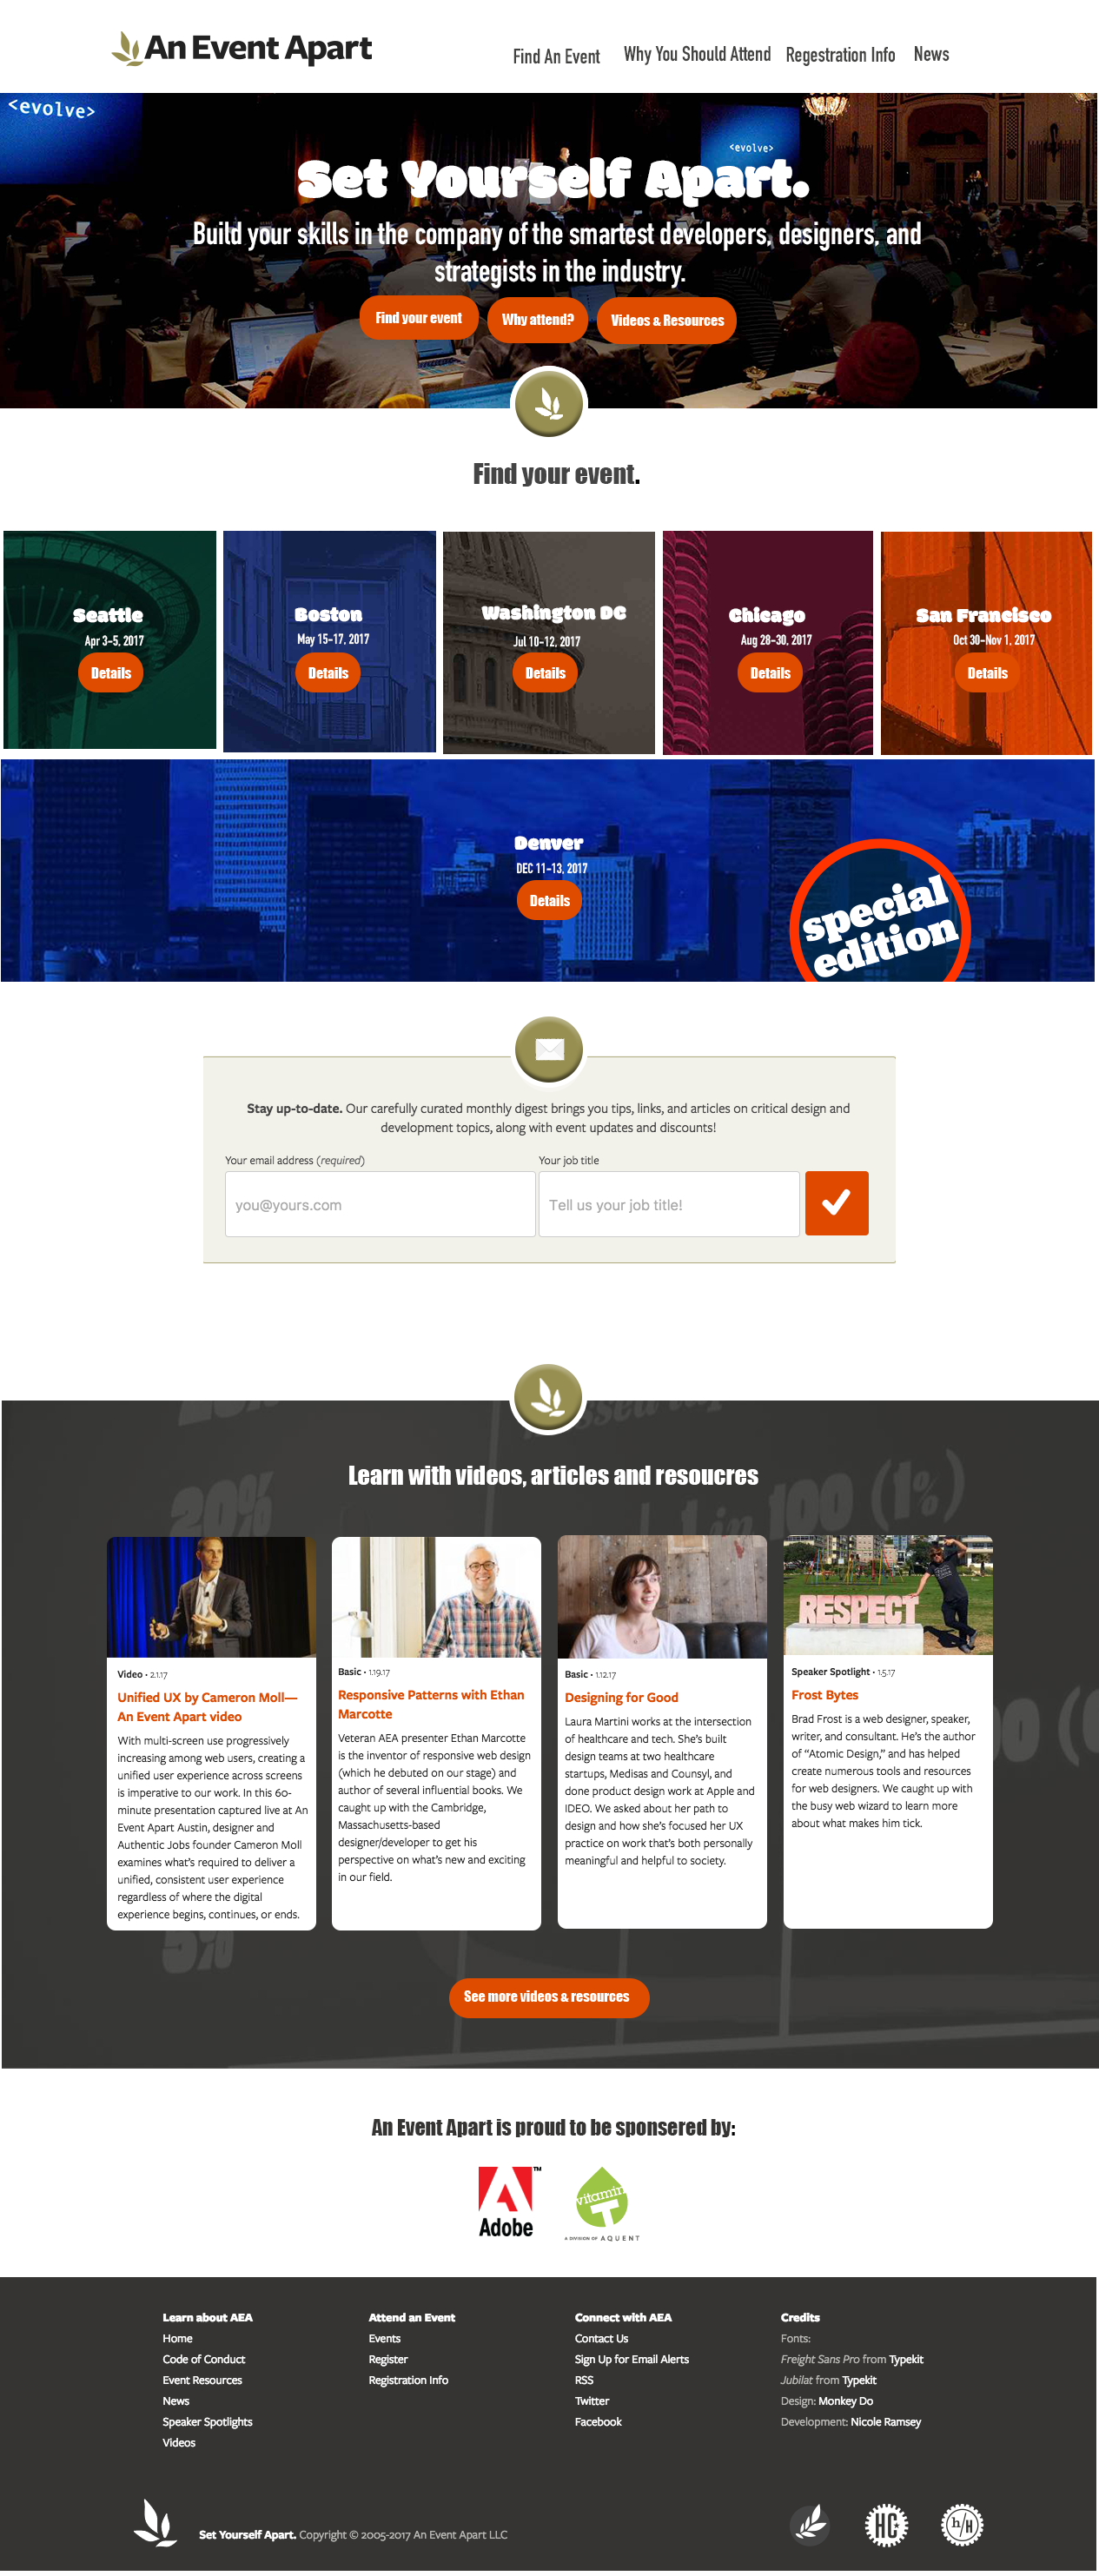 An Event Apart
Find An Event
Why You Should Attend
Regestration Info
News
<evolve>
<evolve>
Set Yourself Apart.
Build your skills in the company of the smartest developers, designers, and
strategists in the industry.
Find your event
Why attend?
Videos & Resources
Find your event.
Seattle
Apr 3-5, 2017
Details
Boston
May 15-17, 2017
Details
Washington DC
Jul 10-12, 2017
Details
Chicago
Aug 28-30, 2017
Details
San Francisco
Oct 30-Nov 1, 2017
Details
Denver
DEC 11-13, 2017
Details
special
edition
Stay up-to-date. Our carefully curated monthly digest brings you tips, links, and articles on critical design and
development topics, along with event updates and discounts!
Your email address (required)
Your job title
you@yours.com
Tell us your job title!
20%
1 in 100 (1%)
Learn with videos, articles and resoucres
Video • 2.1.17
Unified UX by Cameron Moll—
An Event Apart video
With multi-screen use progressively
increasing among web users, creating a
unified user experience across screens
is imperative to our work. In this 60-
minute presentation captured live at An
Event Apart Austin, designer and
Authentic Jobs founder Cameron Moll
examines what's required to deliver a
unified, consistent user experience
regardless of where the digital
experience begins, continues, or ends.
Basic • 1.19.17
Responsive Patterns with Ethan
Marcotte
Veteran AEA presenter Ethan Marcotte
is the inventor of responsive web design
(which he debuted on our stage) and
author of several influential books. We
caught up with the Cambridge,
Massachusetts-based
designer/developer to get his
perspective on what's new and exciting
in our field.
Basic • 1.12.17
Designing for Good
Laura Martini works at the intersection
of healthcare and tech. She's built
design teams at two healthcare
startups, Medisas and Counsyl, and
done product design work at Apple and
IDEO. We asked about her path to
design and how she's focused her UX
practice on work that's both personally
meaningful and helpful to society.
RESPECT
Speaker Spotlight • 1.5.17
Frost Bytes
Brad Frost is a web designer, speaker,
writer, and consultant. He's the author
of “Atomic Design,” and has helped
create numerous tools and resources
for web designers. We caught up with
the busy web wizard to learn more
about what makes him tick.
5%
See more videos & resources
An Event Apart is proud to be sponsered by:
Adobe
TM
vitamin
T
A DIVISION OF AQUENT
Learn about AEA
Home
Code of Conduct
Event Resources
News
Speaker Spotlights
Videos
Attend an Event
Events
Register
Registration Info
Connect with AEA
Contact Us
Sign Up for Email Alerts
RSS
Twitter
Facebook
Credits
Fonts:
Freight Sans Pro from Typekit
Jubilat from Typekit
Design: Monkey Do
Development: Nicole Ramsey
Set Yourself Apart. Copyright © 2005-2017 An Event Apart LLC
HC
h/H